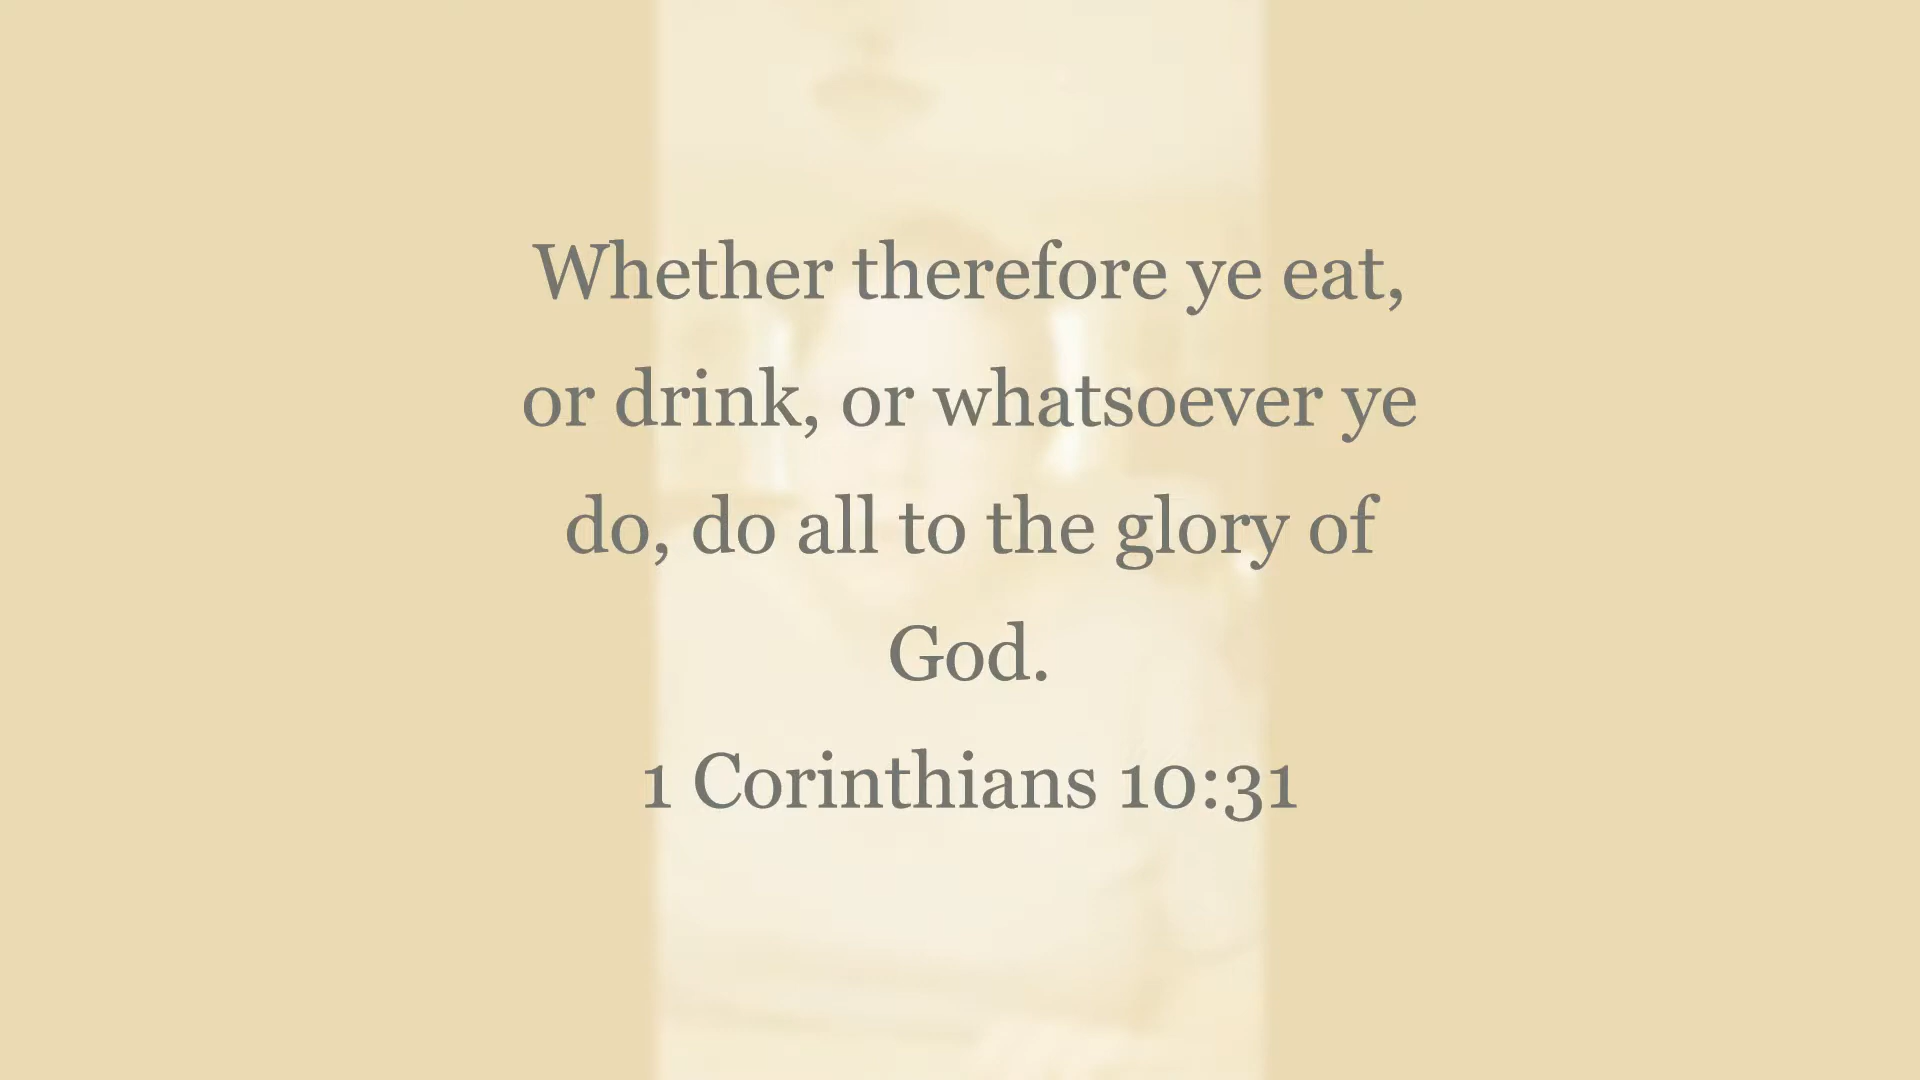 Whether therefore ye eat,
or drink, or whatsoever ye
do, do all to the glory of
God.
1 Corinthians 10:31